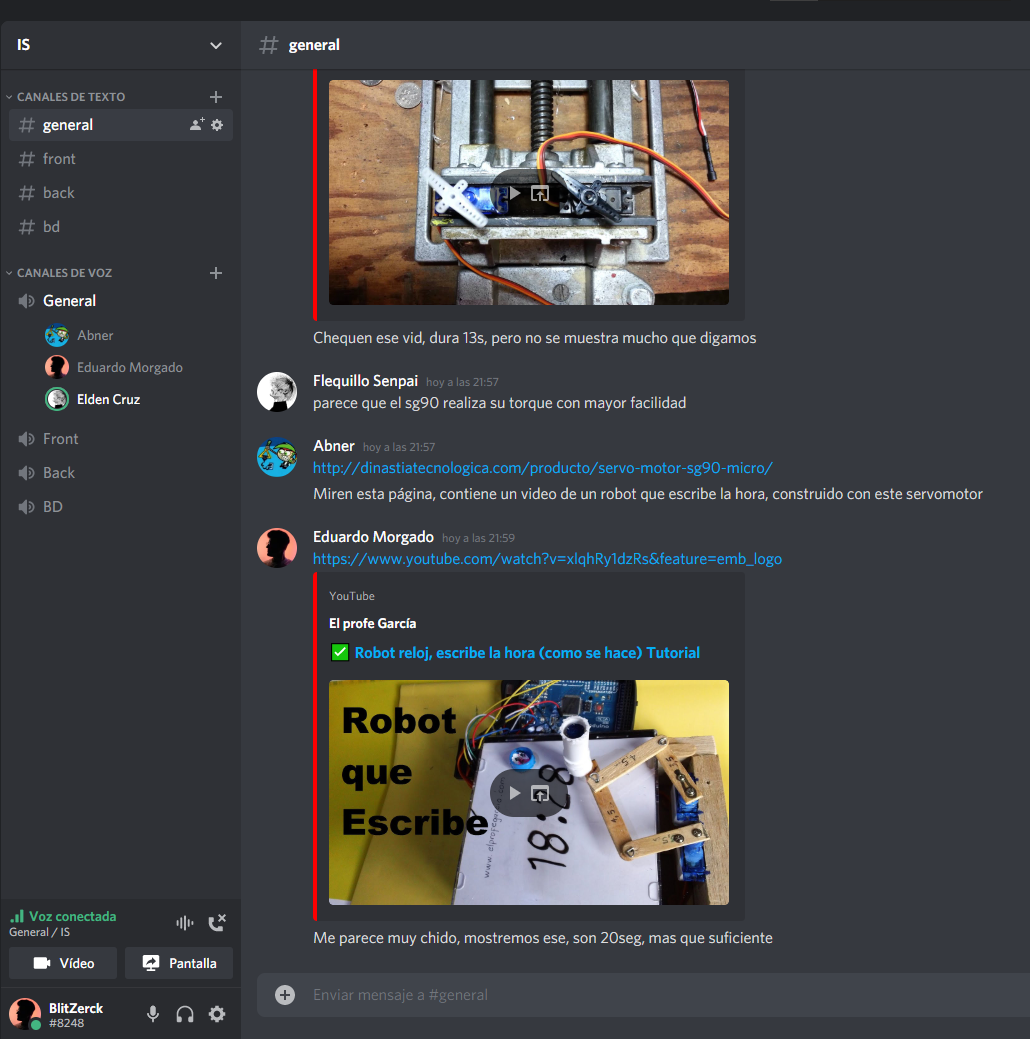 IS
# general
CANALES DE TEXTO
# general
# front
# back
# bd
CANALES DE VOZ
General
Abner
Eduardo Morgado
Elden Cruz
Front
Back
BD
Voz conectada
General / IS
Vídeo
Pantalla
BlitZerck
#8248
Chequen ese vid, dura 13s, pero no se muestra mucho que digamos
Flequillo Senpai hoy a las 21:57
parece que el sg90 realiza su torque con mayor facilidad
Abner hoy a las 21:57
http://dinastiatecnologica.com/producto/servo-motor-sg90-micro/
Miren esta página, contiene un video de un robot que escribe la hora, construido con este servomotor
Eduardo Morgado hoy a las 21:59
https://www.youtube.com/watch?v=xlqhRy1dzRs&feature=emb_logo
YouTube
El profe García
✅ Robot reloj, escribe la hora (como se hace) Tutorial
Robot
que
Escribe
18:28
4,5
4,5
3,5
Me parece muy chido, mostremos ese, son 20seg, mas que suficiente
Enviar mensaje a #general